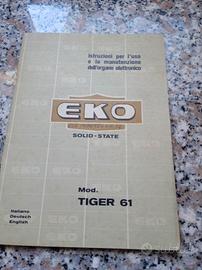 istruzioni per l'uso
e la manutenzione
dell'organo elettronico
EKO
SOLID-STATE
Mod.
TIGER 61
Italiano
Deutsch
English